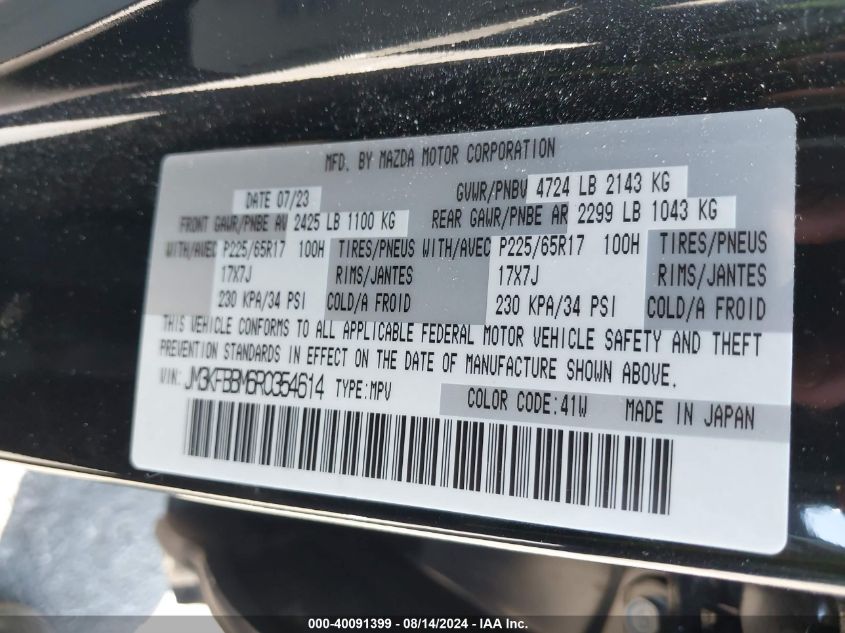 MFD. BY MAZDA MOTOR CORPORATION
DATE 07/23 GVWR/PNBV 4724 LB 2143 KG
FRONT GAWR/PNBE AV 2425 LB 1100 KG REAR GAWR/PNBE AR 2299 LB 1043 KG
WITH/AVEC P225/65R17 100H TIRES/PNEUS WITH/AVEC P225/65R17 100H TIRES/PNEUS
17X7J RIMS/JANTES 17X7J RIMS/JANTES
230 KPA/34 PSI COLD/A FROID 230 KPA/34 PSI COLD/A FROID
THIS VEHICLE CONFORMS TO ALL APPLICABLE FEDERAL MOTOR VEHICLE SAFETY AND THEFT
PREVENTION STANDARDS IN EFFECT ON THE DATE OF MANUFACTURE SHOWN ABOVE.
VIN: JM3KFBBM6R0354614 TYPE:MPV COLOR CODE:41W MADE IN JAPAN
000-40091399 - 08/14/2024 - IAA Inc.